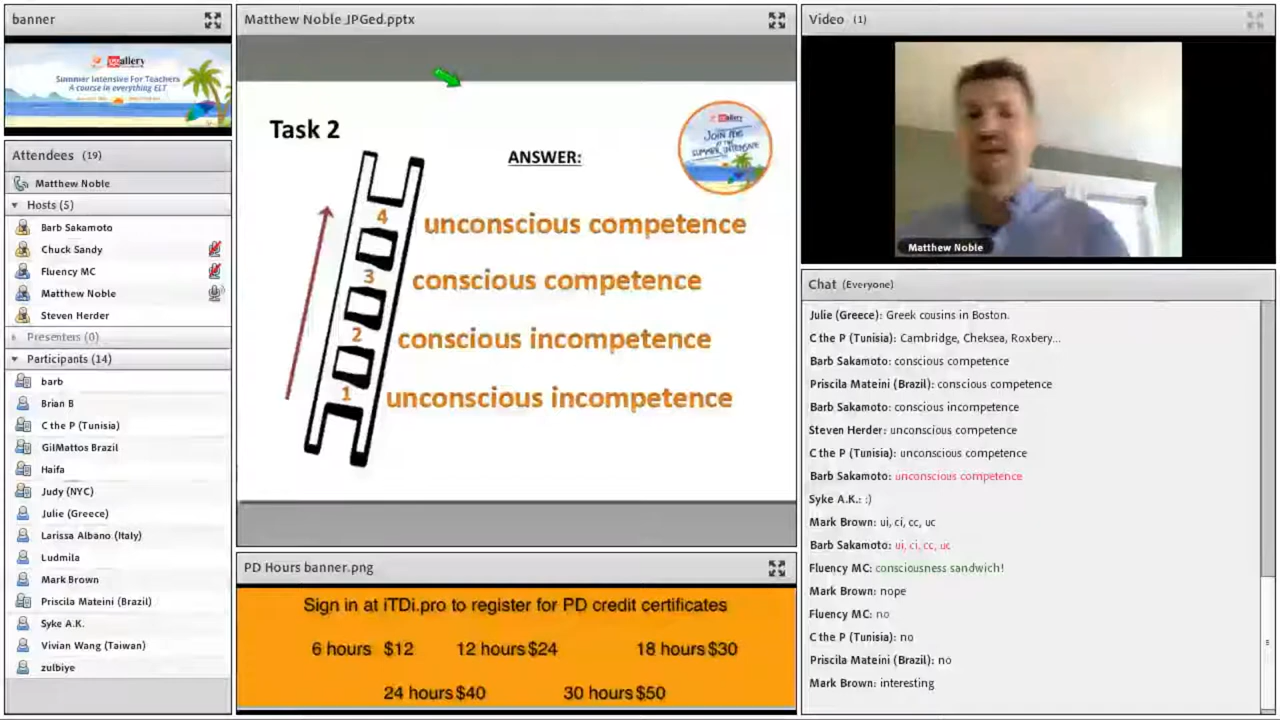 banner
allery
Summer Intensive For Teachers
A course in everything ELT
Attendees (19)
Matthew Noble
Hosts (5)
Barb Sakamoto
Chuck Sandy
Fluency MC
Matthew Noble
Steven Herder
Presenters (0)
Participants (14)
barb
Brian B
C the P (Tunisia)
GilMattos Brazil
Haifa
Judy (NYC)
Julie (Greece)
Larissa Albano (Italy)
Ludmila
Mark Brown
Priscila Mateini (Brazil)
Syke A.K.
Vivian Wang (Taiwan)
zulbiye
Matthew Noble JPGed.pptx
Task 2
ANSWER:
allery
JOIN ME
AT THE
SUMMER INTENSIVE
4 unconscious competence
3 conscious competence
2 conscious incompetence
1 unconscious incompetence
PD Hours banner.png
Sign in at iTDi.pro to register for PD credit certificates
6 hours $12 12 hours $24 18 hours $30
24 hours $40 30 hours $50
Video (1)
Matthew Noble
Chat (Everyone)
Julie (Greece): Greek cousins in Boston.
C the P (Tunisia): Cambridge, Cheksea, Roxbery...
Barb Sakamoto: conscious competence
Priscila Mateini (Brazil): conscious competence
Barb Sakamoto: conscious incompetence
Steven Herder: unconscious competence
C the P (Tunisia): unconscious competence
Barb Sakamoto: unconscious competence
Syke A.K.: :)
Mark Brown: ui, ci, cc, uc
Barb Sakamoto: ui, ci, cc, uc
Fluency MC: consciousness sandwich!
Mark Brown: nope
Fluency MC: no
C the P (Tunisia): no
Priscila Mateini (Brazil): no
Mark Brown: interesting